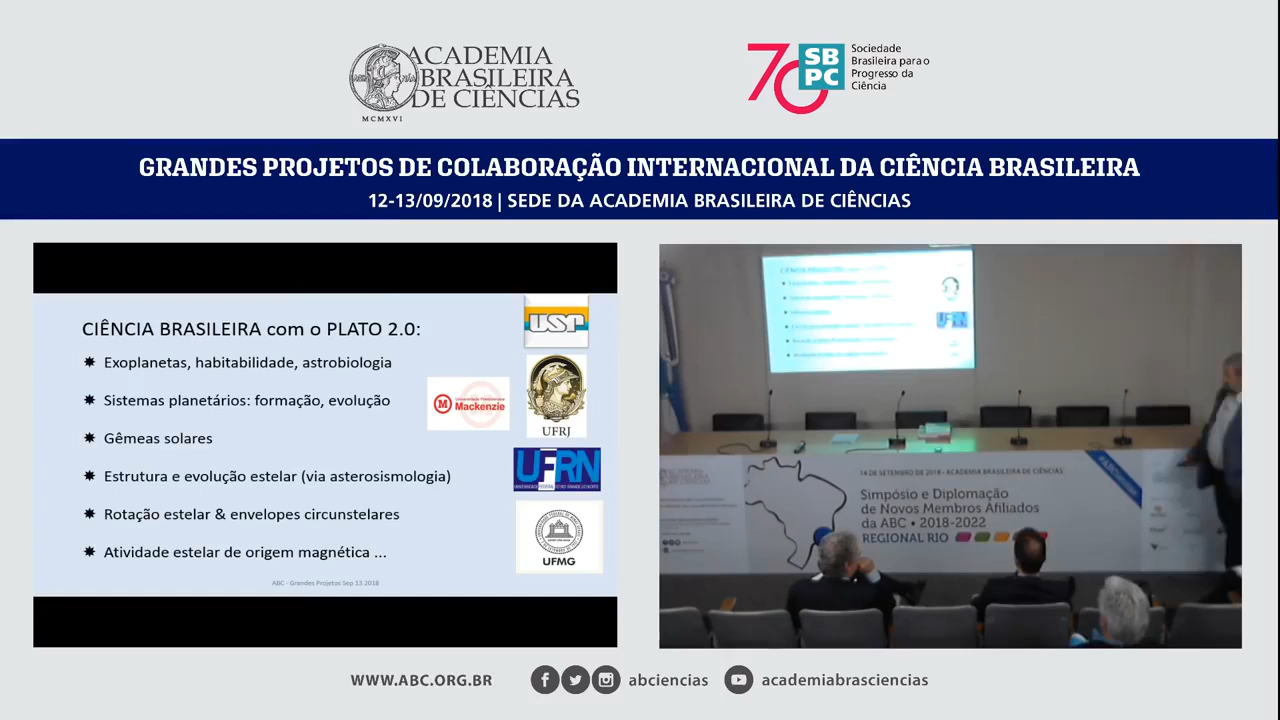 ACADEMIA
BRASILEIRA
DE CIÊNCIAS
MCMXVI
70
SB
PC
Sociedade
Brasileira para o
Progresso da
Ciência
GRANDES PROJETOS DE COLABORAÇÃO INTERNACIONAL DA CIÊNCIA BRASILEIRA
12-13/09/2018 | SEDE DA ACADEMIA BRASILEIRA DE CIÊNCIAS
CIÊNCIA BRASILEIRA com o PLATO 2.0:
Exoplanetas, habitabilidade, astrobiologia
Sistemas planetários: formação, evolução
Gêmeas solares
Estrutura e evolução estelar (via asterosismologia)
Rotação estelar & envelopes circunstelares
Atividade estelar de origem magnética ...
USP
Mackenzie
UFRJ
UFRN
UFMG
ABC - Grandes Projetos Sep 13 2018
UFRN
14 DE SETEMBRO DE 2018 - ACADEMIA BRASILEIRA DE CIÊNCIAS
Simpósio e Diplomação
de Novos Membros Afiliados
da ABC • 2018-2022
REGIONAL RIO
WWW.ABC.ORG.BR
abciencias
academiabrasciencias